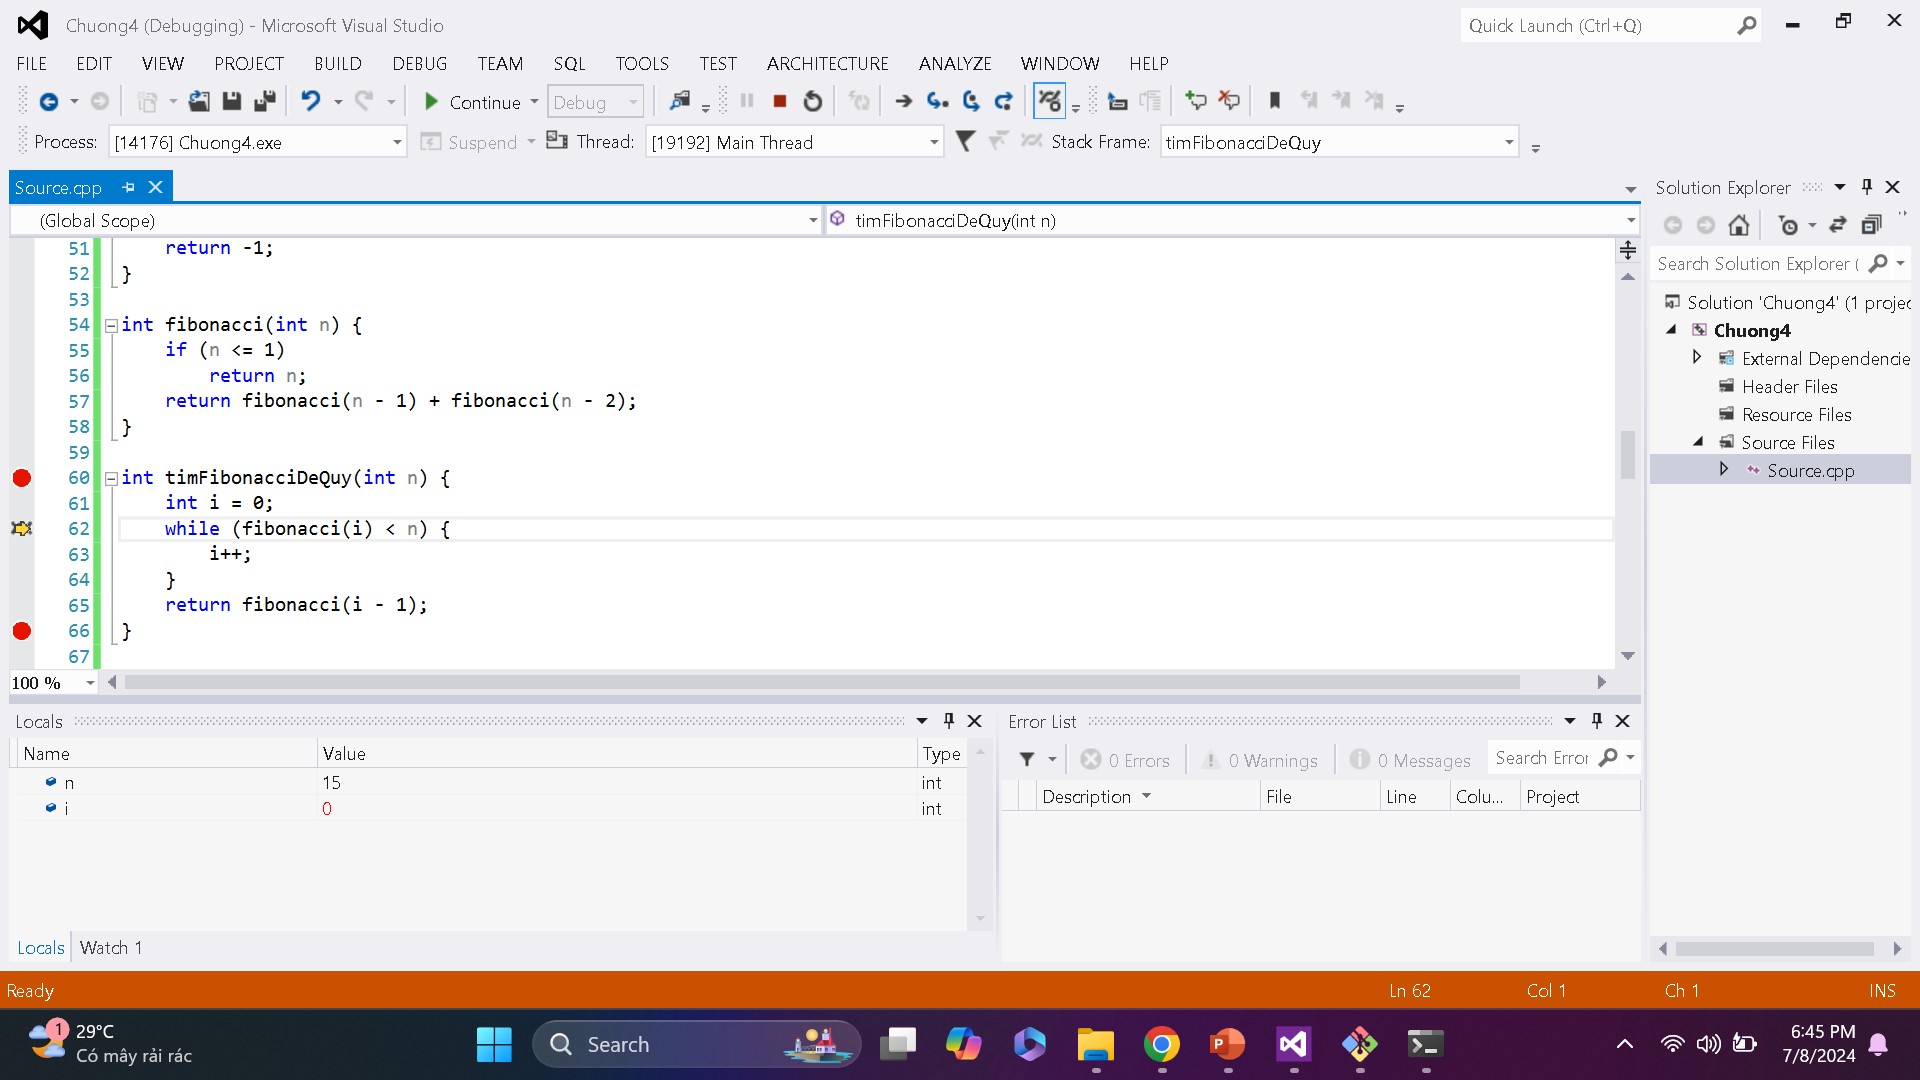 Chuong4 (Debugging) - Microsoft Visual Studio
Quick Launch (Ctrl+Q)
FILE EDIT VIEW PROJECT BUILD DEBUG TEAM SQL TOOLS TEST ARCHITECTURE ANALYZE WINDOW HELP
Continue Debug
Process: [14176] Chuong4.exe Suspend Thread: [19192] Main Thread Stack Frame: timFibonacciDeQuy
Source.cpp
(Global Scope) timFibonacciDeQuy(int n)
51 return -1;
52 }
53
54 int fibonacci(int n) {
55 if (n <= 1)
56 return n;
57 return fibonacci(n - 1) + fibonacci(n - 2);
58 }
59
60 int timFibonacciDeQuy(int n) {
61 int i = 0;
62 while (fibonacci(i) < n) {
63 i++;
64 }
65 return fibonacci(i - 1);
66 }
67
100 %
Solution Explorer
Search Solution Explorer (
Solution 'Chuong4' (1 projec
Chuong4
External Dependencie
Header Files
Resource Files
Source Files
Source.cpp
Locals
Name Value Type
n 15 int
i 0 int
Locals Watch 1
Error List
0 Errors 0 Warnings 0 Messages Search Error
Description File Line Colu... Project
Ready Ln 62 Col 1 Ch 1 INS
1
29°C
Có mây rải rác
Search
6:45 PM
7/8/2024